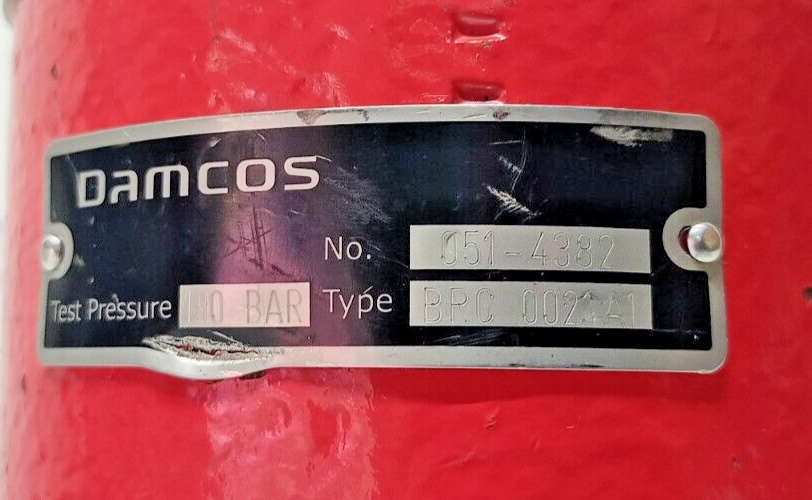 DAMCOS
No. 051-4382
Test Pressure BAR Type BRC